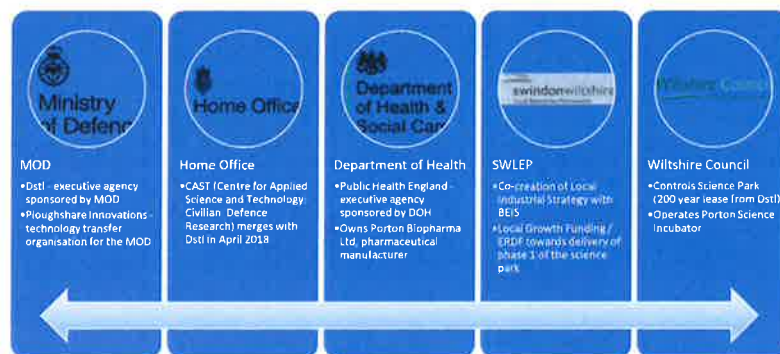 Ministry
of Defenc
MOD
•Dstl - executive agency
sponsored by MOD
•Ploughshare Innovations -
technology transfer
organisation for the MOD
Home Office
Home Office
•CAST (Centre for Applied
Science and Technology:
Civilian Defence
Research) merges with
Dstl in April 2018
Department
of Health &
Social Car
Department of Health
•Public Health England -
executive agency
sponsored by DOH
•Owns Porton Biopharma
Ltd, pharmaceutical
manufacturer
swindonwiltshire
SWLEP
•Co-creation of Local
Industrial Strategy with
BEIS
•Local Growth Funding /
ERDF towards delivery of
phase 1 of the science
park
Wiltshire Counci
Wiltshire Council
•Controls Science Park
(200 year lease from Dstl)
•Operates Porton Science
Incubator